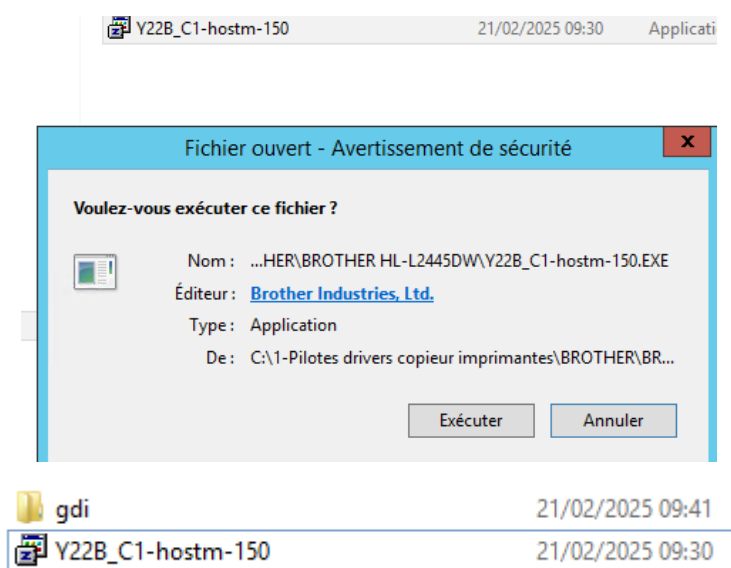 Y22B_C1-hostm-150 21/02/2025 09:30 Applicati
Fichier ouvert - Avertissement de sécurité
x
Voulez-vous exécuter ce fichier ?
Nom : ...HER\BROTHER HL-L2445DW\Y22B_C1-hostm-150.EXE
Éditeur : Brother Industries, Ltd.
Type : Application
De : C:\1-Pilotes drivers copieur imprimantes\BROTHER\BR...
Exécuter Annuler
gdi 21/02/2025 09:41
Y22B_C1-hostm-150 21/02/2025 09:30